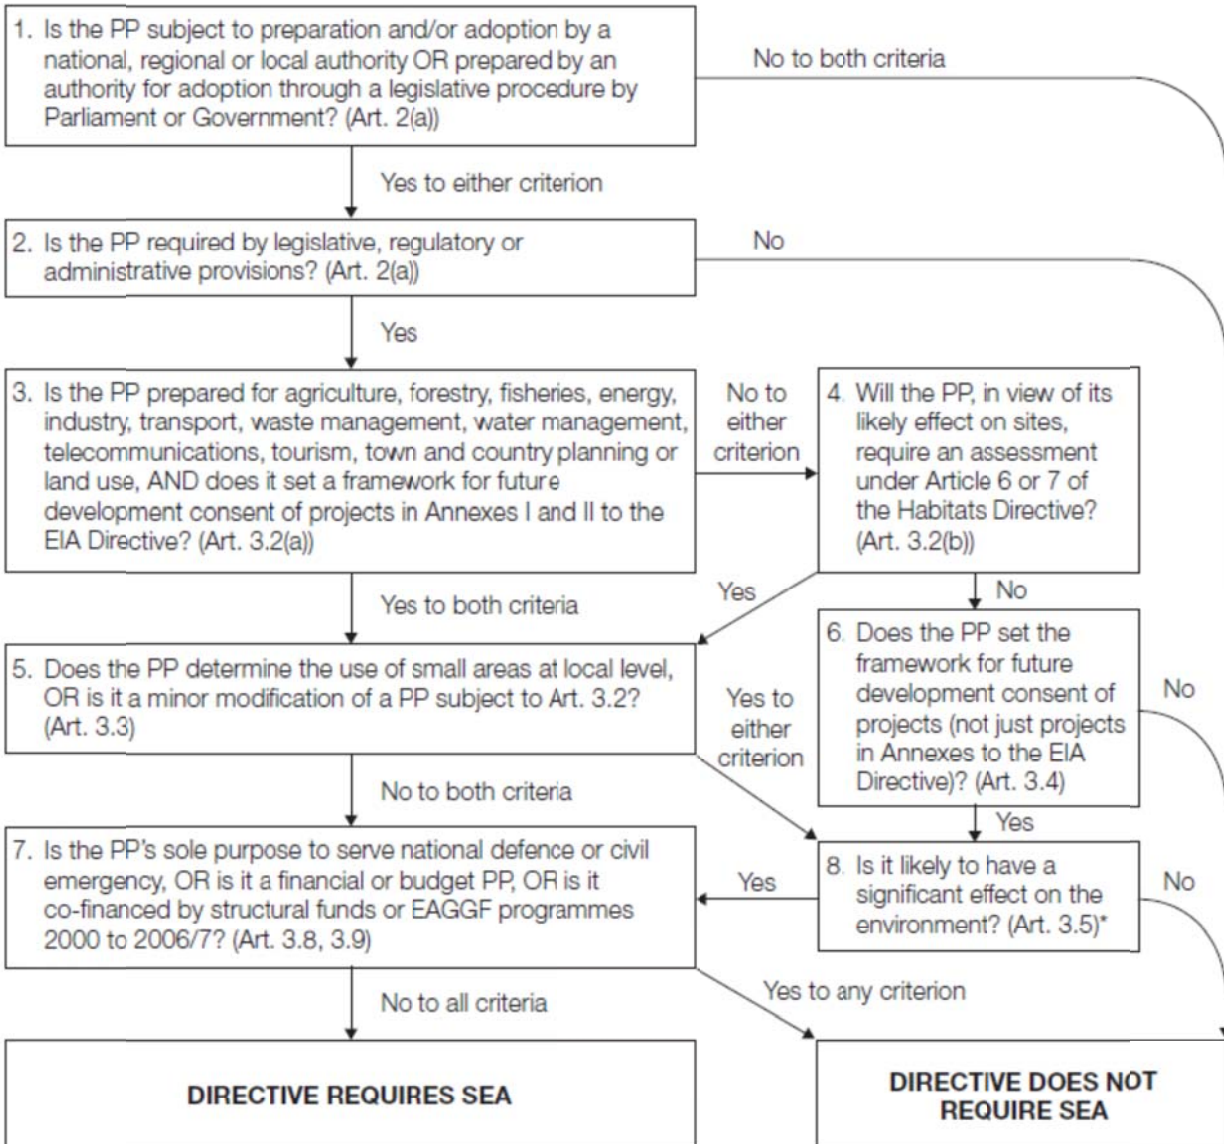 1. Is the PP subject to preparation and/or adoption by a
national, regional or local authority OR prepared by an
authority for adoption through a legislative procedure by
Parliament or Government? (Art. 2(a))
No to both criteria
Yes to either criterion
2. Is the PP required by legislative, regulatory or
administrative provisions? (Art. 2(a))
No
Yes
3. Is the PP prepared for agriculture, forestry, fisheries, energy,
industry, transport, waste management, water management,
telecommunications, tourism, town and country planning or
land use, AND does it set a framework for future
development consent of projects in Annexes I and II to the
EIA Directive? (Art. 3.2(a))
No to
either
criterion
4. Will the PP, in view of its
likely effect on sites,
require an assessment
under Article 6 or 7 of
the Habitats Directive?
(Art. 3.2(b))
Yes to both criteria
Yes
No
5. Does the PP determine the use of small areas at local level,
OR is it a minor modification of a PP subject to Art. 3.2?
(Art. 3.3)
Yes to
either
criterion
6. Does the PP set the
framework for future
development consent of
projects (not just projects
in Annexes to the EIA
Directive)? (Art. 3.4)
No
No to both criteria
Yes
7. Is the PP's sole purpose to serve national defence or civil
emergency, OR is it a financial or budget PP, OR is it
co-financed by structural funds or EAGGF programmes
2000 to 2006/7? (Art. 3.8, 3.9)
Yes
8. Is it likely to have a
significant effect on the
environment? (Art. 3.5)*
No
No to all criteria
Yes to any criterion
DIRECTIVE REQUIRES SEA
DIRECTIVE DOES NOT
REQUIRE SEA